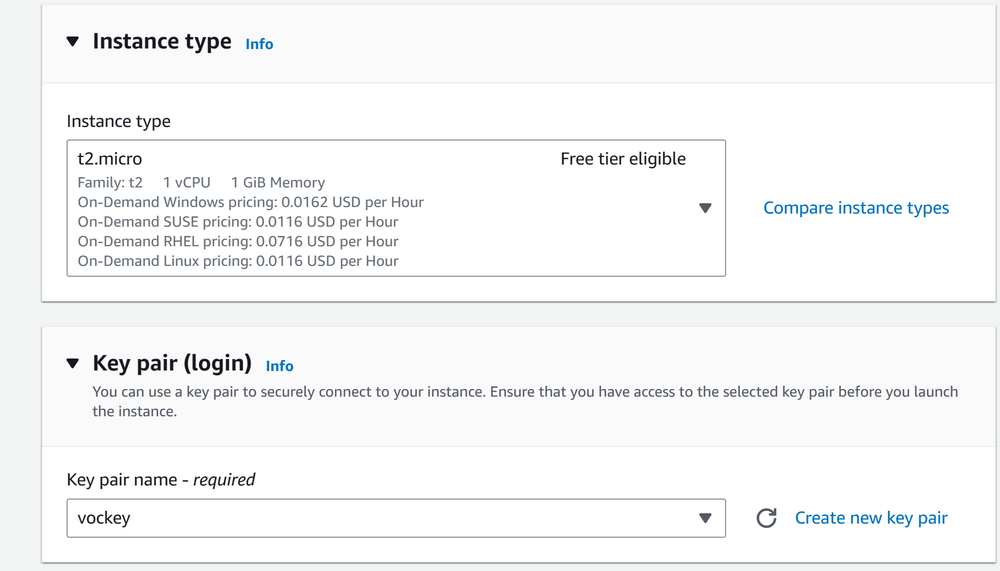 Instance type Info
Instance type
t2.micro Free tier eligible
Family: t2 1 vCPU 1 GiB Memory
On-Demand Windows pricing: 0.0162 USD per Hour
On-Demand SUSE pricing: 0.0116 USD per Hour
On-Demand RHEL pricing: 0.0716 USD per Hour
On-Demand Linux pricing: 0.0116 USD per Hour
Compare instance types
Key pair (login) Info
You can use a key pair to securely connect to your instance. Ensure that you have access to the selected key pair before you launch
the instance.
Key pair name - required
vockey
Create new key pair